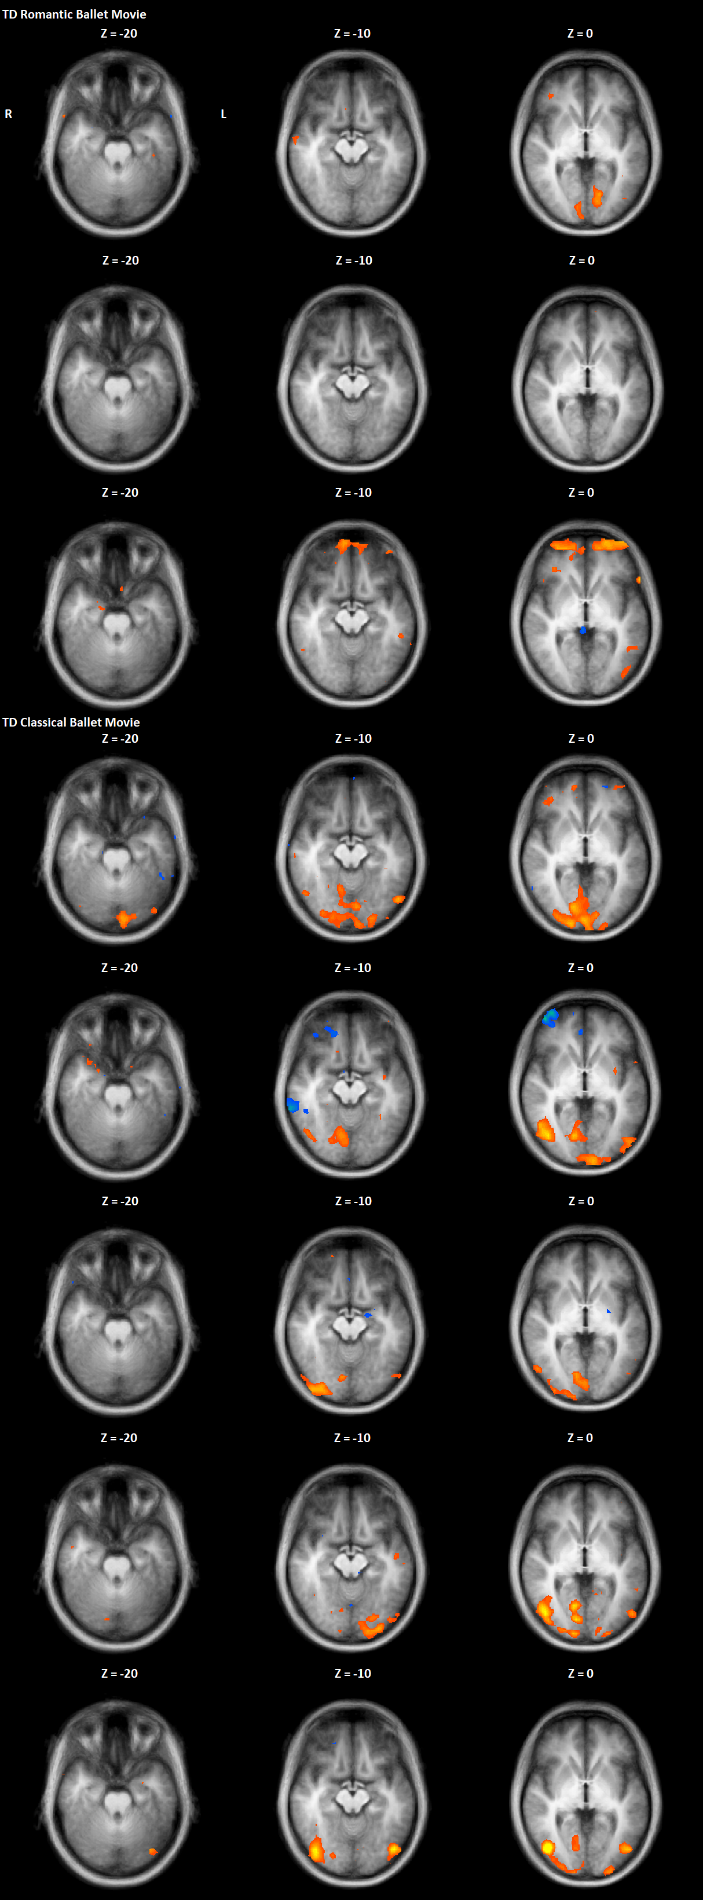 TD Romantic Ballet Movie
Z = -20 Z = -10 Z = 0
R L
Z = -20 Z = -10 Z = 0
Z = -20 Z = -10 Z = 0
TD Classical Ballet Movie
Z = -20 Z = -10 Z = 0
Z = -20 Z = -10 Z = 0
Z = -20 Z = -10 Z = 0
Z = -20 Z = -10 Z = 0
Z = -20 Z = -10 Z = 0